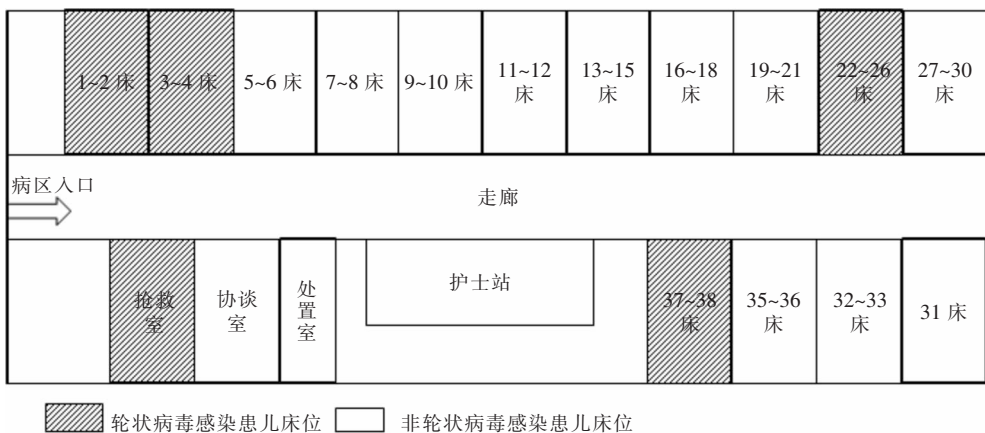 1~2 床
3~4 床
5~6 床
7~8 床
9~10 床
11~12
床
13~15
床
16~18
床
19~21
床
22~26
床
27~30
床
病区入口
走廊
抢救
室
协谈
室
处
置
室
护士站
37~38
床
35~36
床
32~33
床
31 床
轮状病毒感染患儿床位
非轮状病毒感染患儿床位